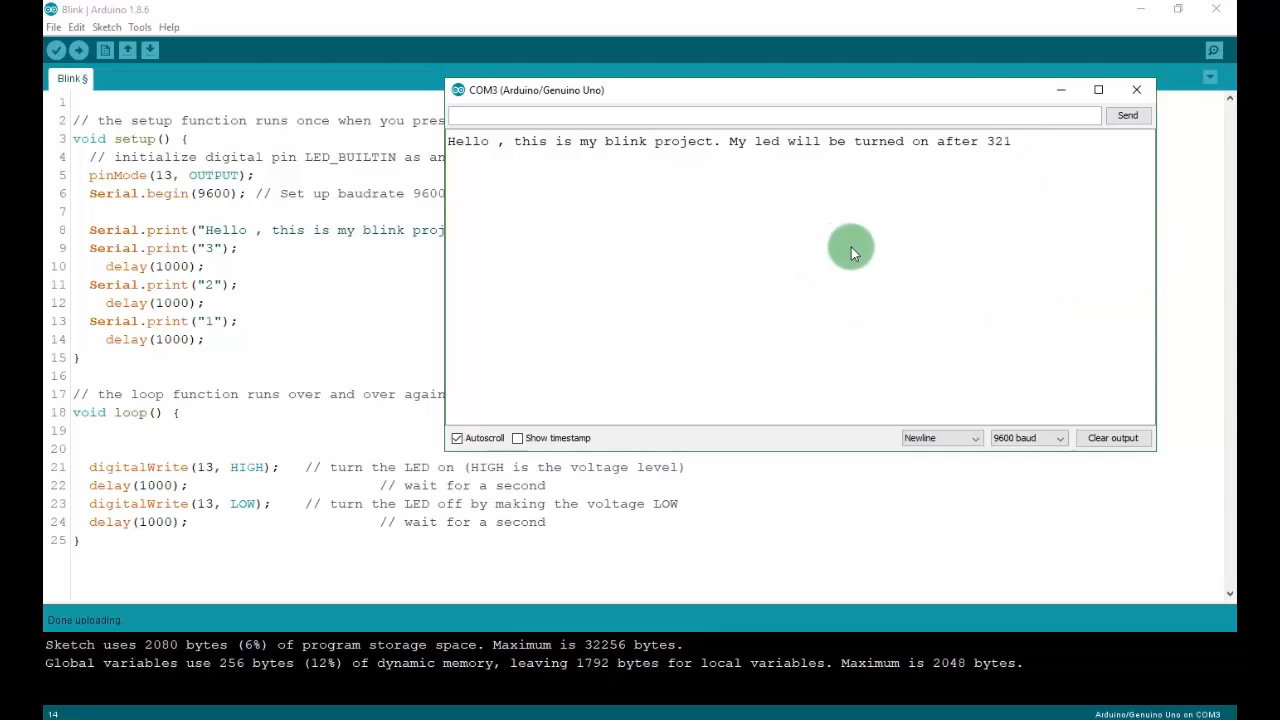 Blink | Arduino 1.8.6
File Edit Sketch Tools Help
Blink §
COM3 (Arduino/Genuino Uno)
Send
Hello , this is my blink project. My led will be turned on after 321
Autoscroll Show timestamp Newline 9600 baud Clear output
1
2 // the setup function runs once when you pres
3 void setup() {
4 // initialize digital pin LED_BUILTIN as an
5 pinMode(13, OUTPUT);
6 Serial.begin(9600); // Set up baudrate 9600
7
8 Serial.print("Hello , this is my blink proj
9 Serial.print("3");
10 delay(1000);
11 Serial.print("2");
12 delay(1000);
13 Serial.print("1");
14 delay(1000);
15 }
16
17 // the loop function runs over and over again
18 void loop() {
19
20
21 digitalWrite(13, HIGH); // turn the LED on (HIGH is the voltage level)
22 delay(1000); // wait for a second
23 digitalWrite(13, LOW); // turn the LED off by making the voltage LOW
24 delay(1000); // wait for a second
25 }
Done uploading.
Sketch uses 2080 bytes (6%) of program storage space. Maximum is 32256 bytes.
Global variables use 256 bytes (12%) of dynamic memory, leaving 1792 bytes for local variables. Maximum is 2048 bytes.
14 Arduino/Genuino Uno on COM3